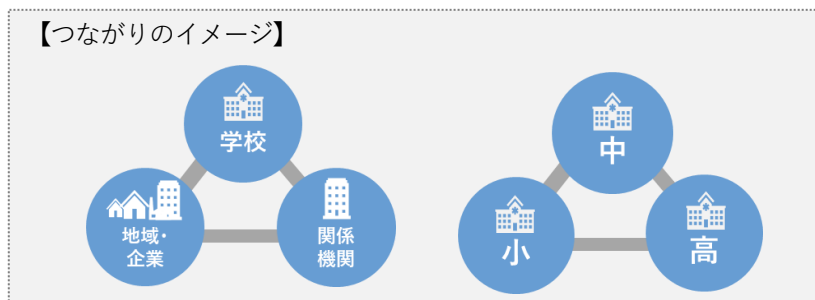 【つながりのイメージ】
学校
地域・
企業
関係
機関
中
小
高